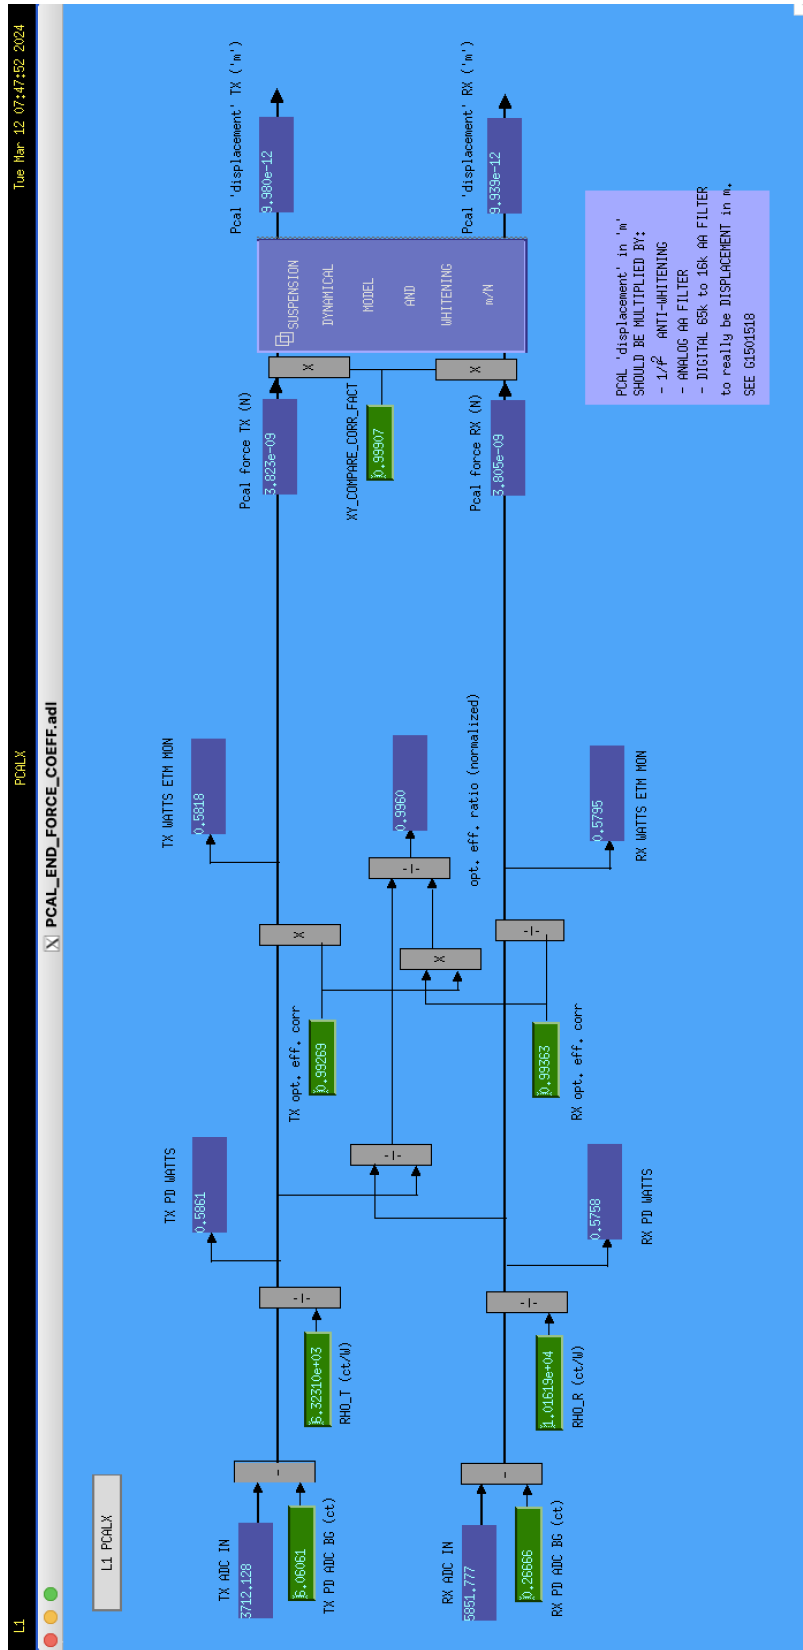 L1
PCALX
Tue Mar 12 07:47:52 2024
PCAL_END_FORCE_COEFF.adl
L1 PCALX
TX ADC IN
3712.128
6.06061
TX PD ADC BG (ct)
6.32310e+03
RHO_T (ct/W)
-
-|-
TX PD WATTS
0.5861
TX opt. eff. corr
0.99269
X
TX WATTS ETM MON
0.5818
-|-
X
-|-
0.9960
opt. eff. ratio (normalized)
Pcal force TX (N)
3.823e-09
XY_COMPARE_CORR_FACT
0.99907
X
X
SUSPENSION
DYNAMICAL
MODEL
AND
WHITENING
m/N
Pcal 'displacement' TX ('m')
9.980e-12
RX ADC IN
5851.777
0.26666
RX PD ADC BG (ct)
-
-|-
1.01619e+04
RHO_R (ct/W)
0.5758
RX PD WATTS
0.99363
RX opt. eff. corr
-|-
0.5795
RX WATTS ETM MON
Pcal force RX (N)
3.805e-09
Pcal 'displacement' RX ('m')
9.939e-12
PCAL 'displacement' in 'm'
SHOULD BE MULTIPLIED BY:
- 1/f² ANTI-WHITENING
- ANALOG AA FILTER
- DIGITAL 65k to 16k AA FILTER
to really be DISPLACEMENT in m.
SEE G1501518